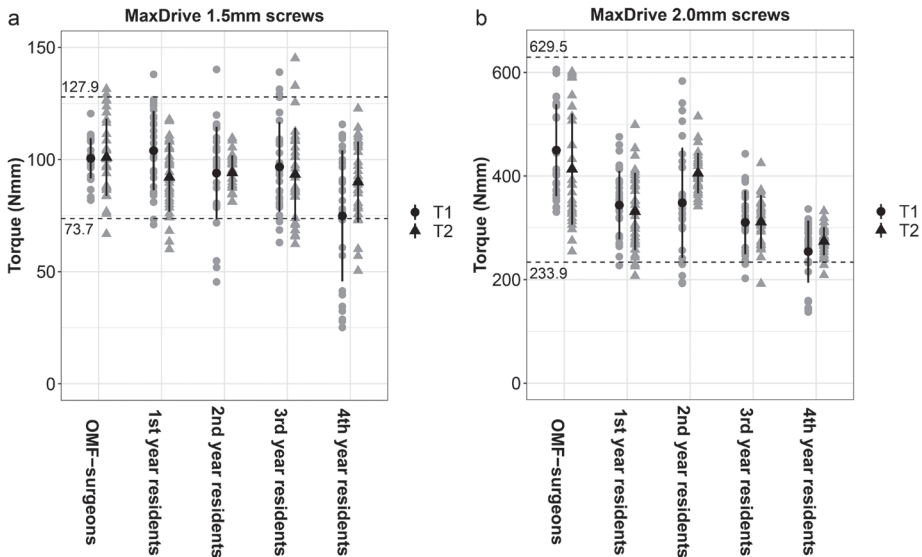 a
MaxDrive 1.5mm screws
150
127.9
100
73.7
50
0
Torque (Nmm)
OMF−surgeons
1st year residents
2nd year residents
3rd year residents
4th year residents
T1
T2
b
MaxDrive 2.0mm screws
629.5
600
400
233.9
200
0
Torque (Nmm)
OMF−surgeons
1st year residents
2nd year residents
3rd year residents
4th year residents
T1
T2